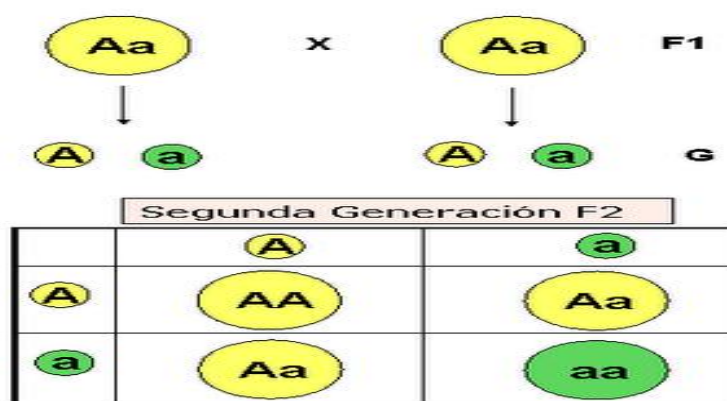 Aa x Aa F1
A a A a G
Segunda Generación F2
A a
A AA Aa
a Aa aa